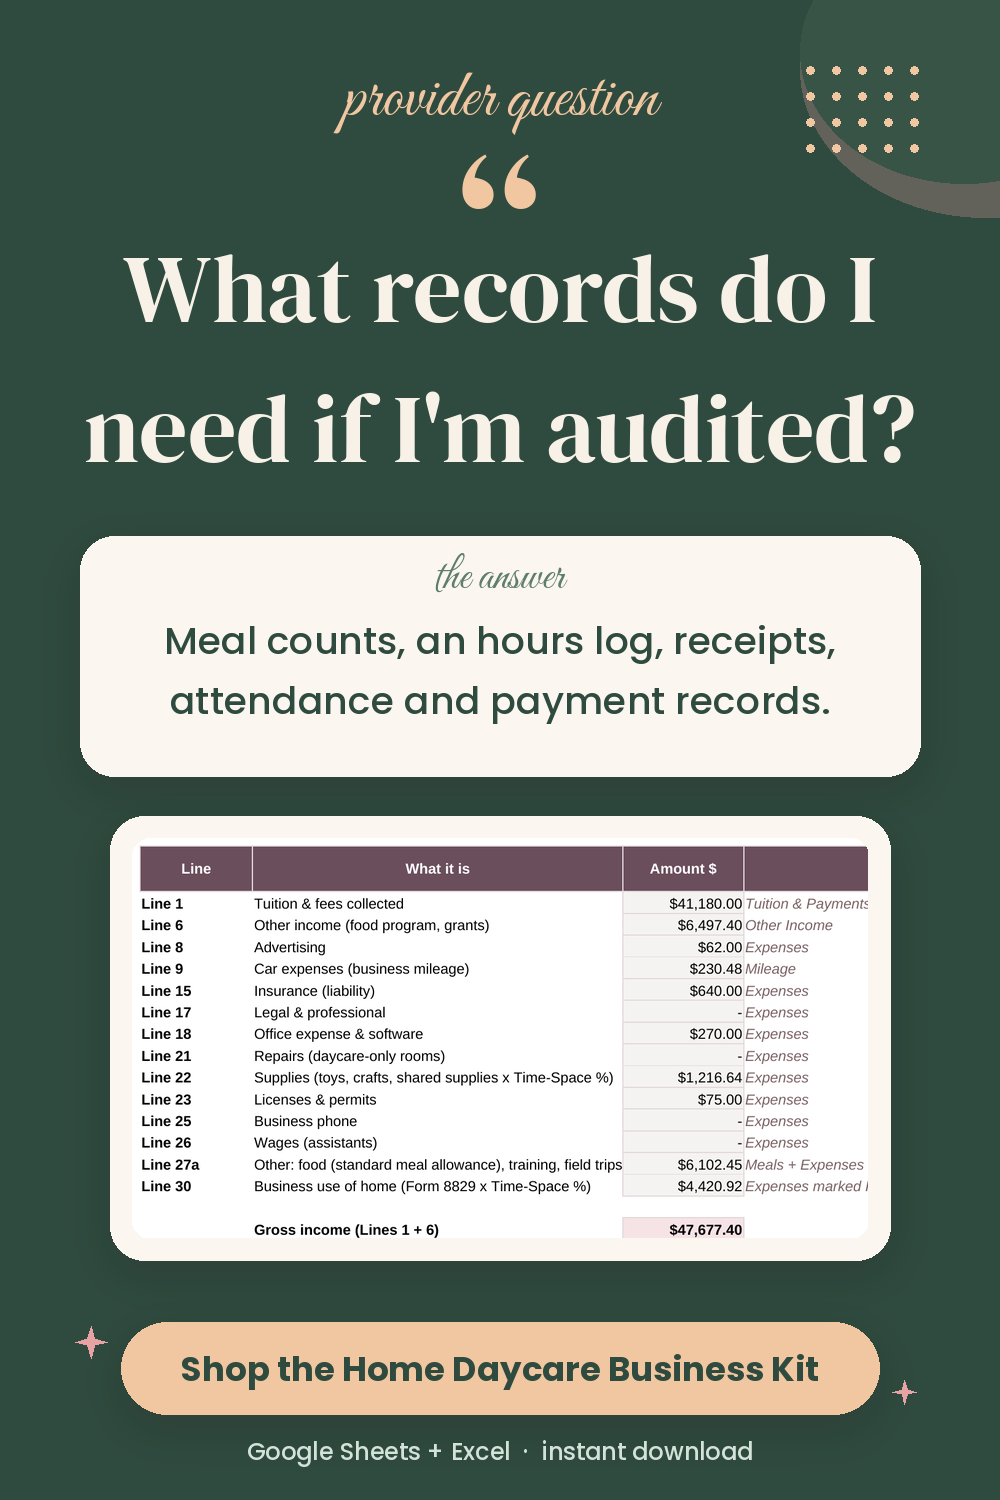 provider question
“
What records do I
need if I'm audited?
the answer
Meal counts, an hours log, receipts,
attendance and payment records.
Line What it is Amount $
Line 1 Tuition & fees collected $41,180.00 Tuition & Payments
Line 6 Other income (food program, grants) $6,497.40 Other Income
Line 8 Advertising $62.00 Expenses
Line 9 Car expenses (business mileage) $230.48 Mileage
Line 15 Insurance (liability) $640.00 Expenses
Line 17 Legal & professional - Expenses
Line 18 Office expense & software $270.00 Expenses
Line 21 Repairs (daycare-only rooms) - Expenses
Line 22 Supplies (toys, crafts, shared supplies x Time-Space %) $1,216.64 Expenses
Line 23 Licenses & permits $75.00 Expenses
Line 25 Business phone - Expenses
Line 26 Wages (assistants) - Expenses
Line 27a Other: food (standard meal allowance), training, field trips $6,102.45 Meals + Expenses
Line 30 Business use of home (Form 8829 x Time-Space %) $4,420.92 Expenses marked
Gross income (Lines 1 + 6) $47,677.40
Shop the Home Daycare Business Kit
Google Sheets + Excel · instant download